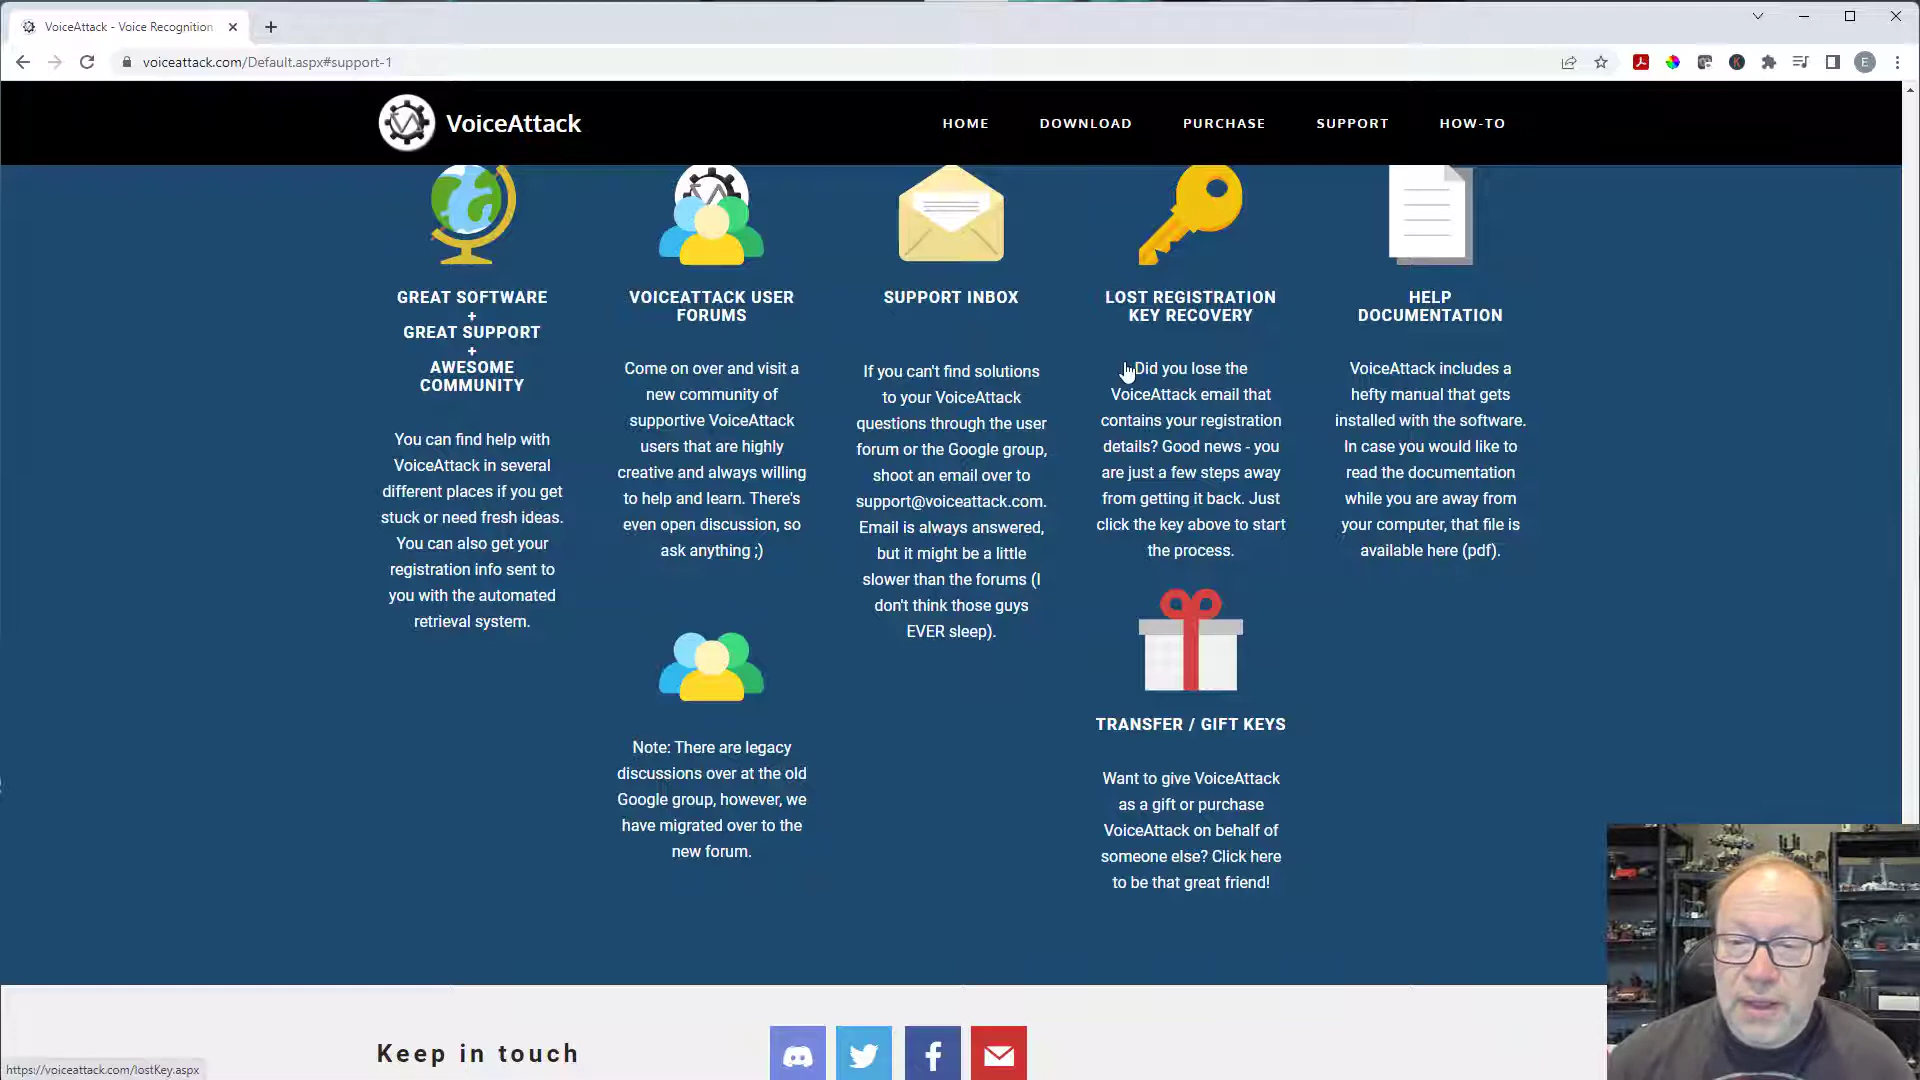 VoiceAttack - Voice Recognition
voiceattack.com/Default.aspx#support-1
E
VoiceAttack
HOME
DOWNLOAD
PURCHASE
SUPPORT
HOW-TO
GREAT SOFTWARE
+
GREAT SUPPORT
+
AWESOME
COMMUNITY
You can find help with
VoiceAttack in several
different places if you get
stuck or need fresh ideas.
You can also get your
registration info sent to
you with the automated
retrieval system.
VOICEATTACK USER
FORUMS
Come on over and visit a
new community of
supportive VoiceAttack
users that are highly
creative and always willing
to help and learn. There's
even open discussion, so
ask anything ;)
Note: There are legacy
discussions over at the old
Google group, however, we
have migrated over to the
new forum.
SUPPORT INBOX
If you can't find solutions
to your VoiceAttack
questions through the user
forum or the Google group,
shoot an email over to
support@voiceattack.com.
Email is always answered,
but it might be a little
slower than the forums (I
don't think those guys
EVER sleep).
LOST REGISTRATION
KEY RECOVERY
Did you lose the
VoiceAttack email that
contains your registration
details? Good news - you
are just a few steps away
from getting it back. Just
click the key above to start
the process.
TRANSFER / GIFT KEYS
Want to give VoiceAttack
as a gift or purchase
VoiceAttack on behalf of
someone else? Click here
to be that great friend!
HELP
DOCUMENTATION
VoiceAttack includes a
hefty manual that gets
installed with the software.
In case you would like to
read the documentation
while you are away from
your computer, that file is
available here (pdf).
Keep in touch
https://voiceattack.com/lostKey.aspx